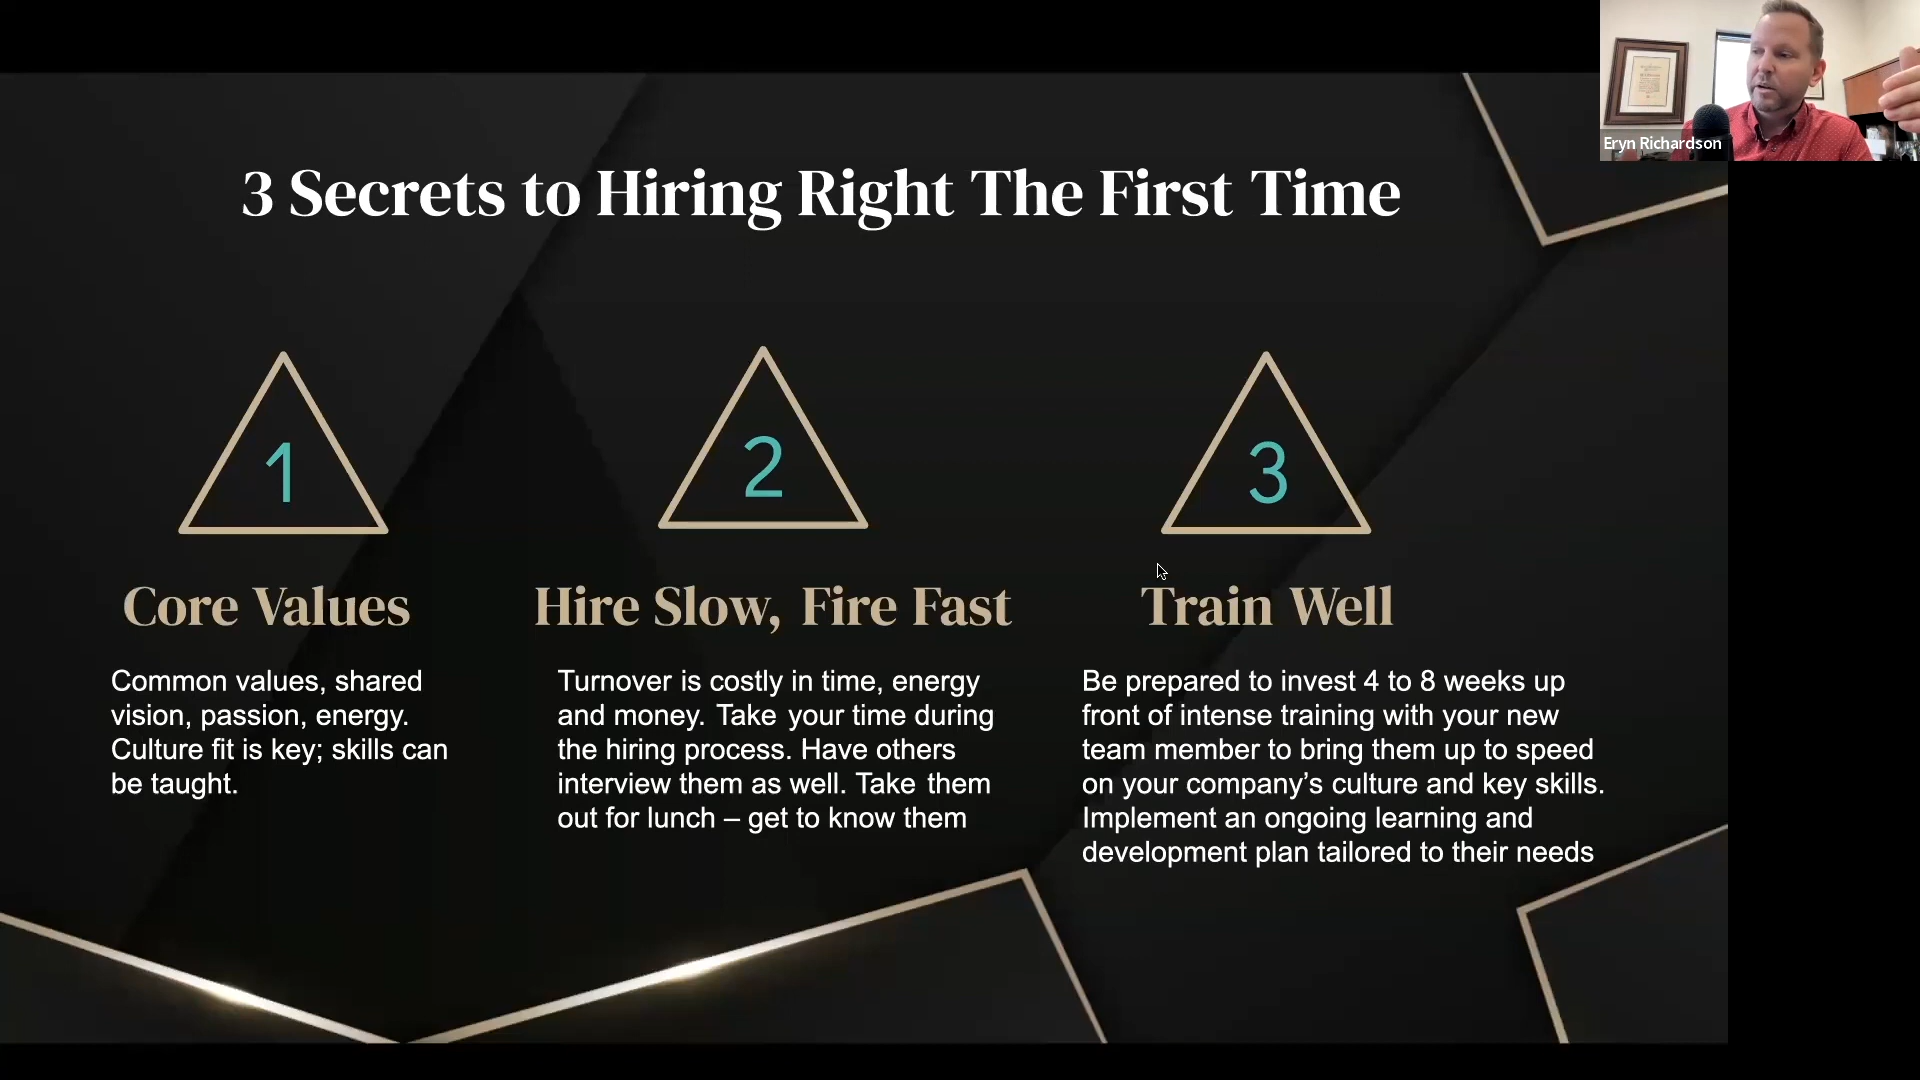 Eryn Richardson
3 Secrets to Hiring Right The First Time
1
Core Values
Common values, shared
vision, passion, energy.
Culture fit is key; skills can
be taught.
2
Hire Slow, Fire Fast
Turnover is costly in time, energy
and money. Take your time during
the hiring process. Have others
interview them as well. Take them
out for lunch – get to know them
3
Train Well
Be prepared to invest 4 to 8 weeks up
front of intense training with your new
team member to bring them up to speed
on your company’s culture and key skills.
Implement an ongoing learning and
development plan tailored to their needs